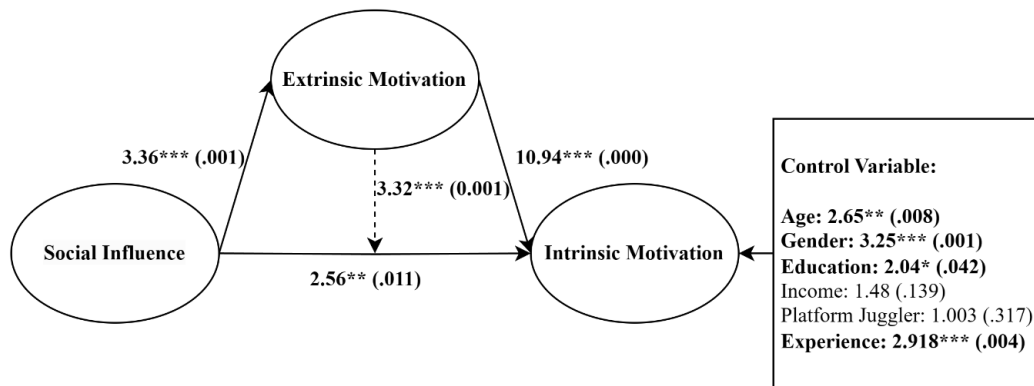 Extrinsic Motivation
3.36*** (.001)
10.94*** (.000)
3.32*** (0.001)
Social Influence
2.56** (.011)
Intrinsic Motivation
Control Variable:
Age: 2.65** (.008)
Gender: 3.25*** (.001)
Education: 2.04* (.042)
Income: 1.48 (.139)
Platform Juggler: 1.003 (.317)
Experience: 2.918*** (.004)